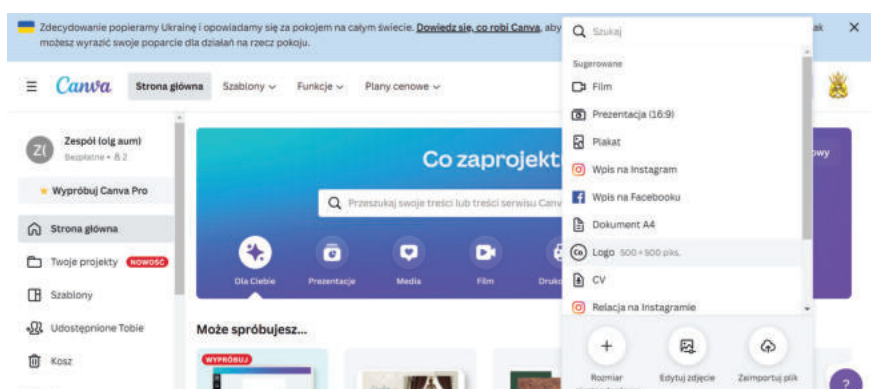 Zdecydowanie popieramy Ukrainę i opowiadamy się za pokojem na całym świecie. Dowiedz się, co robi Canva, aby
ak
możesz wyrazić swoje poparcie dla działań na rzecz pokoju.
Canva
Strona główna
Szablony
Funkcje
Plany cenowe
Z(
Zespół (olg aum)
Bezpłatne • 2
Wypróbuj Canva Pro
Strona główna
Twoje projekty NOWOŚĆ
Szablony
Udostępnione Tobie
Kosz
Co zaprojekt
owy
Przeszukaj swoje treści lub treści serwisu Canv
Dla Ciebie
Prezentacje
Media
Film
Druko
Może spróbujesz...
WYPRÓBUJ
Szukaj
Sugerowane
Film
Prezentacja (16:9)
Plakat
Wpis na Instagram
Wpis na Facebooku
Dokument A4
Co Logo 500 × 500 piks.
CV
Relacja na Instagramie
Rozmiar
Edytuj zdjęcie
Zaimportuj plik
?